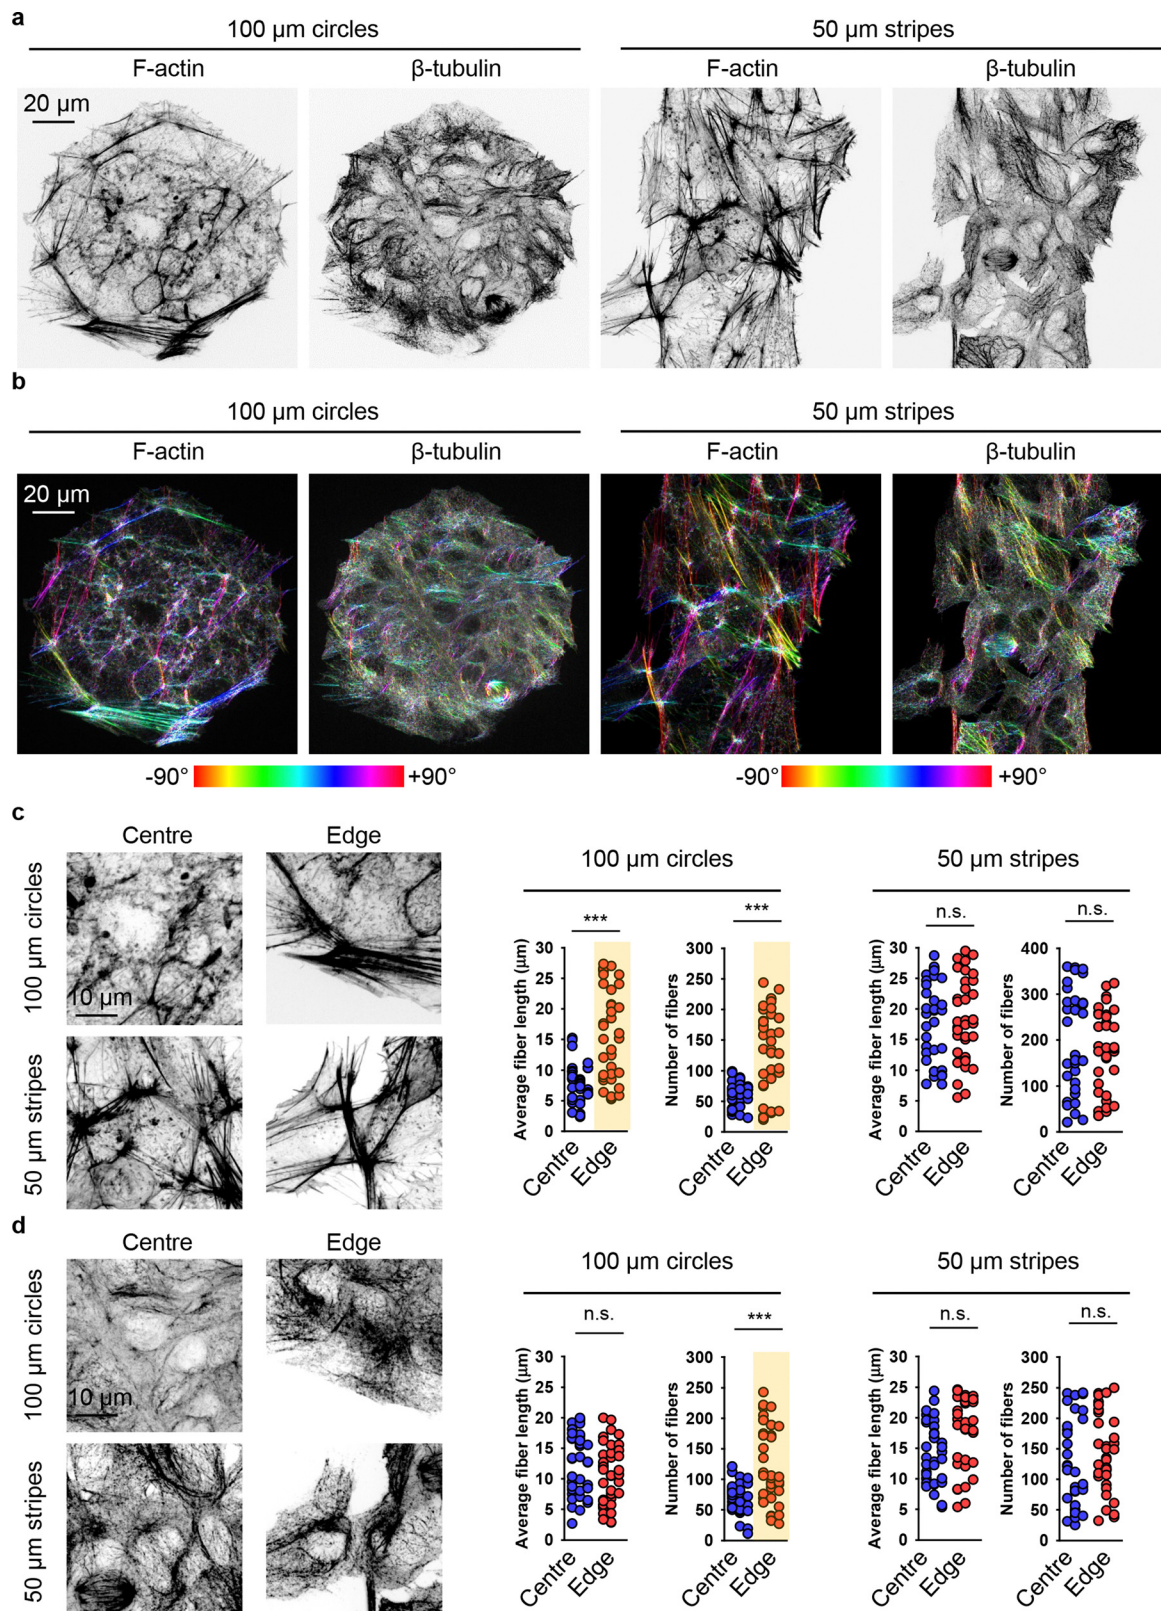 a
100 µm circles
50 µm stripes
F-actin
β-tubulin
F-actin
β-tubulin
20 µm
b
100 µm circles
50 µm stripes
F-actin
β-tubulin
F-actin
β-tubulin
20 µm
-90°
+90°
-90°
+90°
c
Centre
Edge
100 µm circles
10 µm
50 µm stripes
100 µm circles
50 µm stripes
***
***
n.s.
n.s.
Average fiber length (µm)
30
25
20
15
10
5
0
Centre
Edge
Number of fibers
300
250
200
150
100
50
0
Centre
Edge
Average fiber length (µm)
30
25
20
15
10
5
0
Centre
Edge
Number of fibers
400
300
200
100
0
Centre
Edge
d
Centre
Edge
100 µm circles
10 µm
50 µm stripes
100 µm circles
50 µm stripes
n.s.
***
n.s.
n.s.
Average fiber length (µm)
30
25
20
15
10
5
0
Centre
Edge
Number of fibers
300
250
200
150
100
50
0
Centre
Edge
Average fiber length (µm)
30
25
20
15
10
5
0
Centre
Edge
Number of fibers
300
250
200
150
100
50
0
Centre
Edge